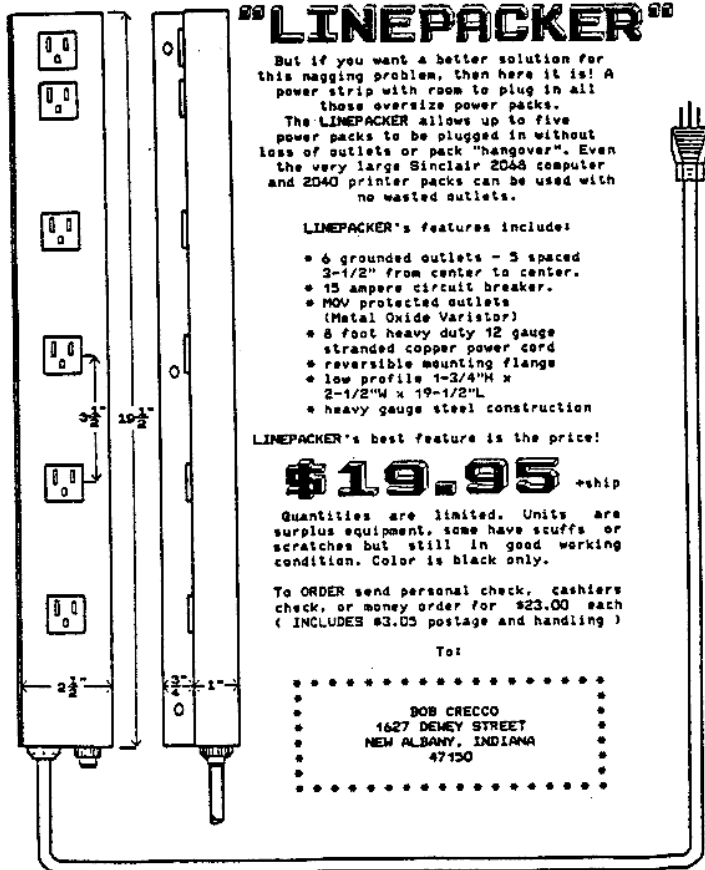 "LINEPACKER"
But if you want a better solution for
this nagging problem, then here it is! A
power strip with room to plug in all
those oversize power packs.
The LINEPACKER allows up to five
power packs to be plugged in without
loss of outlets or pack "hangover". Even
the very large Sinclair 2068 computer
and 2040 printer packs can be used with
no wasted outlets.
LINEPACKER's features include:
* 6 grounded outlets - 5 spaced
3-1/2" from center to center.
* 15 ampere circuit breaker.
* MOV protected outlets
(Metal Oxide Varistor)
* 8 foot heavy duty 12 gauge
stranded copper power cord
* reversible mounting flange
* low profile 1-3/4"H x
2-1/2"W x 19-1/2"L
* heavy gauge steel construction
LINEPACKER's best feature is the price!
$19.95 +ship
Quantities are limited. Units are
surplus equipment, some have scuffs or
scratches but still in good working
condition. Color is black only.
To ORDER send personal check, cashiers
check, or money order for $23.00 each
( INCLUDES $3.05 postage and handling )
To:
BOB CRECCO
1627 DEWEY STREET
NEW ALBANY, INDIANA
47150
3 1/2"
19 1/2"
2 1/2"
3/4"
1"